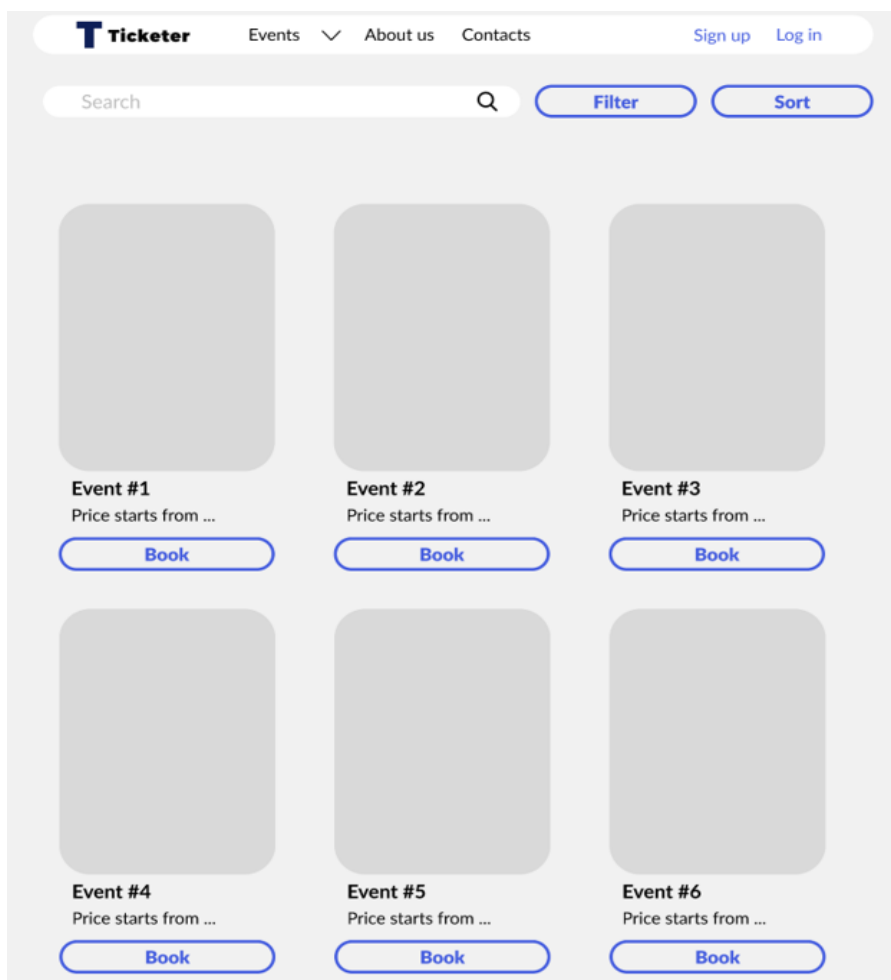 Ticketer Events About us Contacts Sign up Log in
Search Filter Sort
Event #1 Event #2 Event #3
Price starts from ... Price starts from ... Price starts from ...
Book Book Book
Event #4 Event #5 Event #6
Price starts from ... Price starts from ... Price starts from ...
Book Book Book